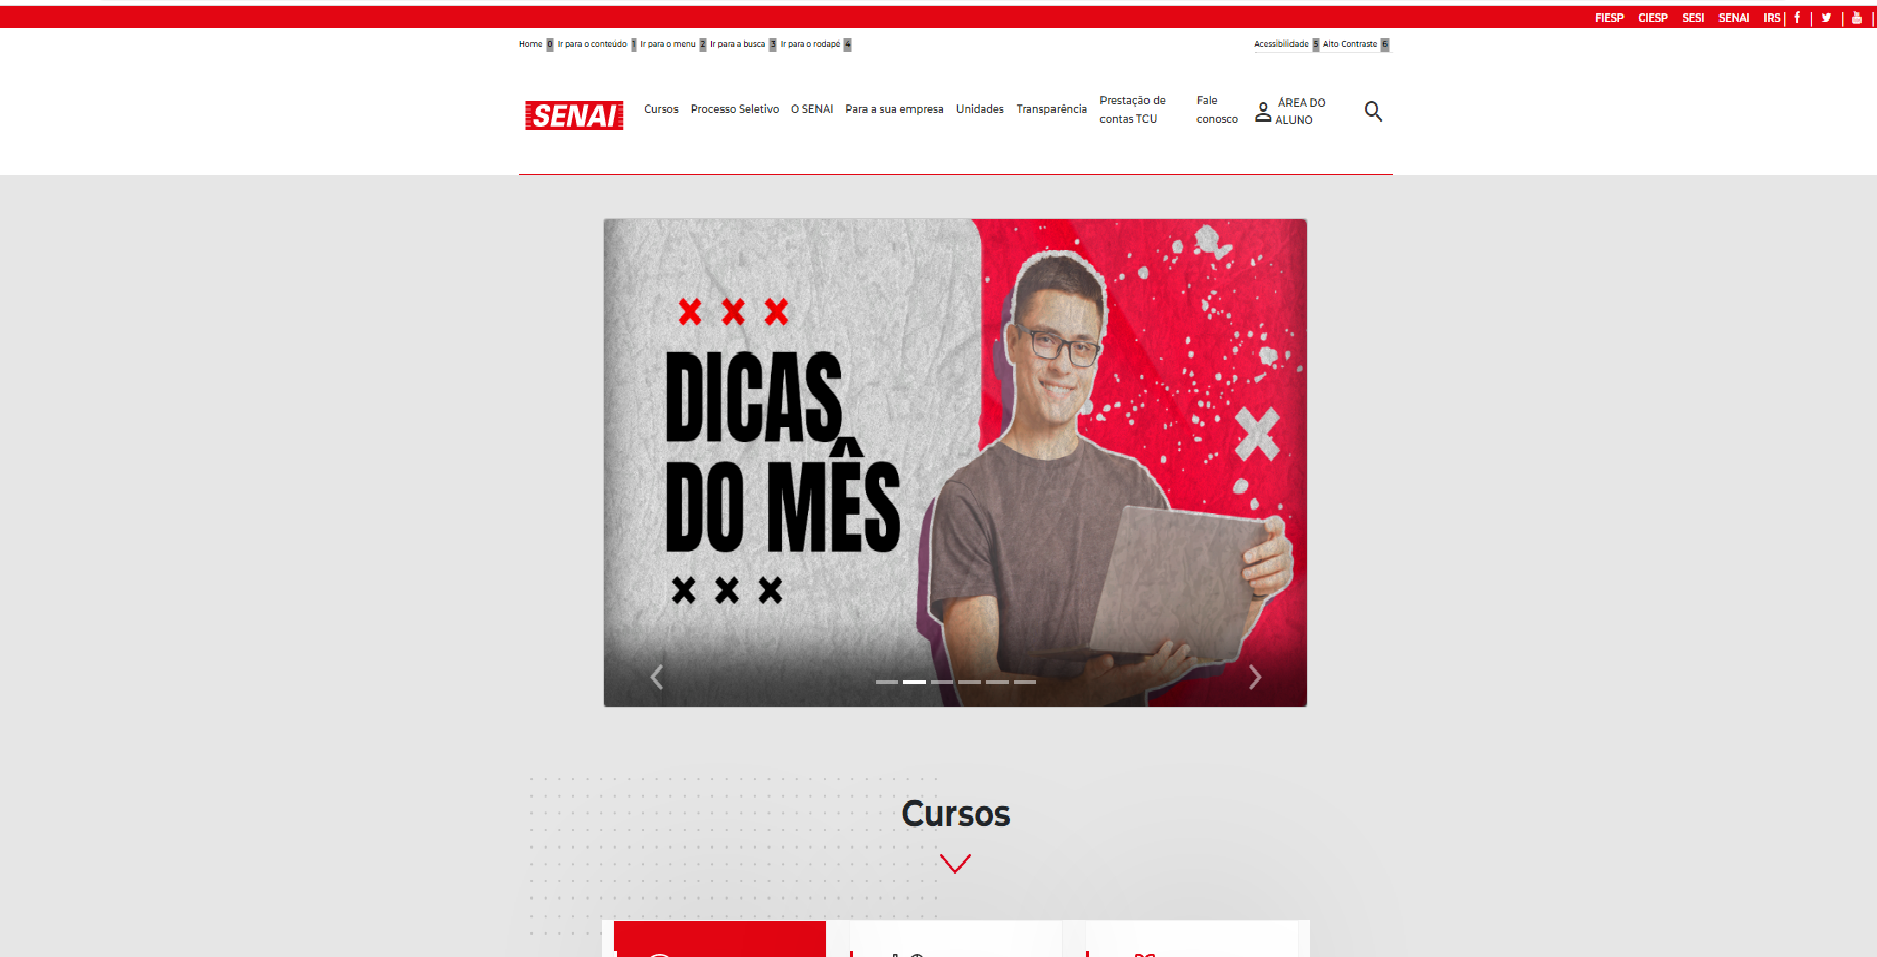 FIESP CIESP SESI SENAI IRS
Home 0 Ir para o conteúdo 1 Ir para o menu 2 Ir para a busca 3 Ir para o rodapé 4
Acessibilidade 5 Alto Contraste 6
SENAI
Cursos Processo Seletivo O SENAI Para a sua empresa Unidades Transparência
Prestação de
contas TCU
Fale
conosco
ÁREA DO
ALUNO
DICAS
DO MÊS
Cursos